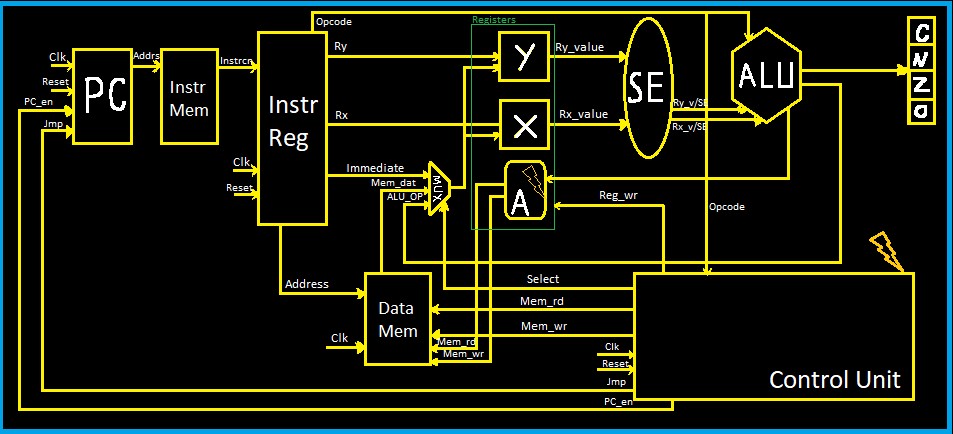 Opcode
Registers
Clk
Addrs
Instrcn
Ry
Ry_value
Reset
PC
Instr
Mem
Instr
Reg
Y
SE
ALU
C
N
Z
O
PC_en
Jmp
Rx
X
Rx_value
Ry_v/SE
Rx_v/SE
Clk
Reset
Immediate
Mem_dat
ALU_OP
MUX
A
Reg_wr
Opcode
Address
Select
Data
Mem
Mem_rd
Mem_wr
Clk
Mem_rd
Mem_wr
Clk
Reset
Jmp
PC_en
Control Unit